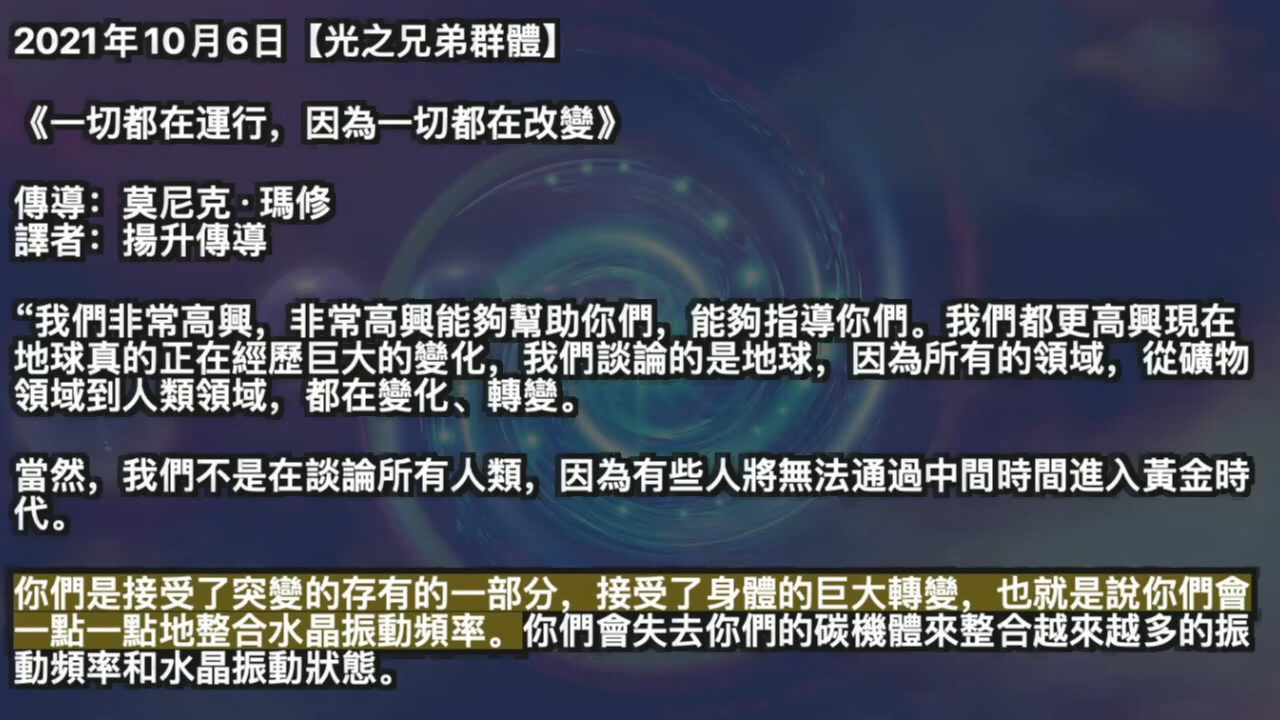 2021年10月6日【光之兄弟群體】
《一切都在運行，因為一切都在改變》
傳導：莫尼克·瑪修
譯者：揚升傳導
“我們非常高興，非常高興能夠幫助你們，能夠指導你們。我們都更高興現在
地球真的正在經歷巨大的變化，我們談論的是地球，因為所有的領域，從礦物
領域到人類領域，都在變化、轉變。
當然，我們不是在談論所有人類，因為有些人將無法通過中間時間進入黃金時
代。
你們是接受了突變的存有的一部分，接受了身體的巨大轉變，也就是說你們會
一點一點地整合水晶振動頻率。你們會失去你們的碳機體來整合越來越多的振
動頻率和水晶振動狀態。